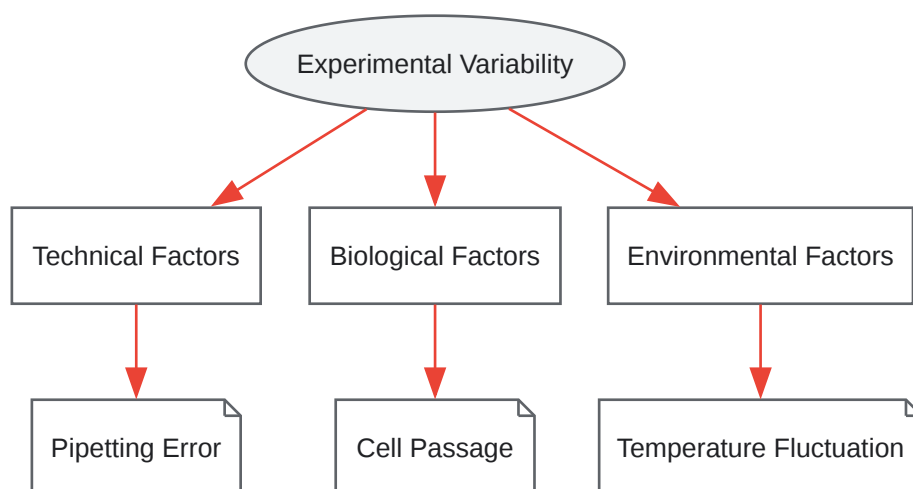 Experimental Variability
Technical Factors
Biological Factors
Environmental Factors
Pipetting Error
Cell Passage
Temperature Fluctuation